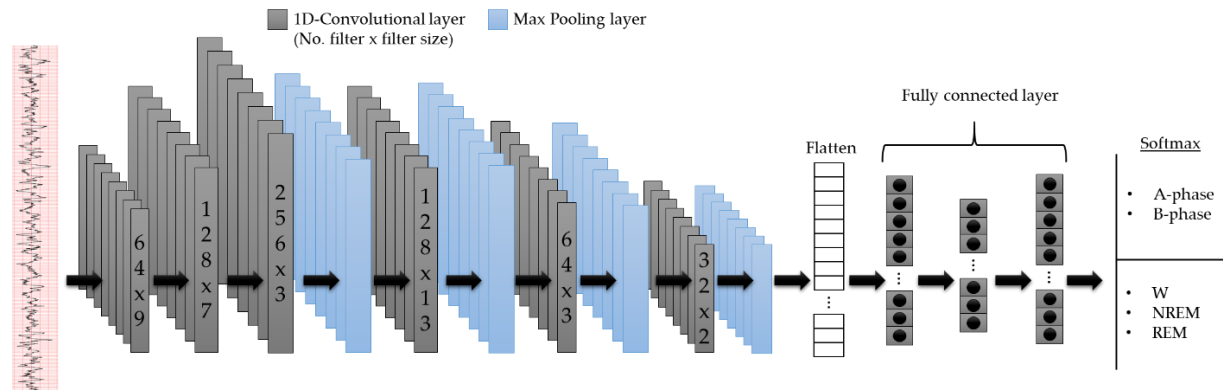 1D-Convolutional layer
(No. filter x filter size)
Max Pooling layer
64x9
128x7
256x3
128x13
64x3
32x2
Flatten
Fully connected layer
Softmax
• A-phase
• B-phase
• W
• NREM
• REM